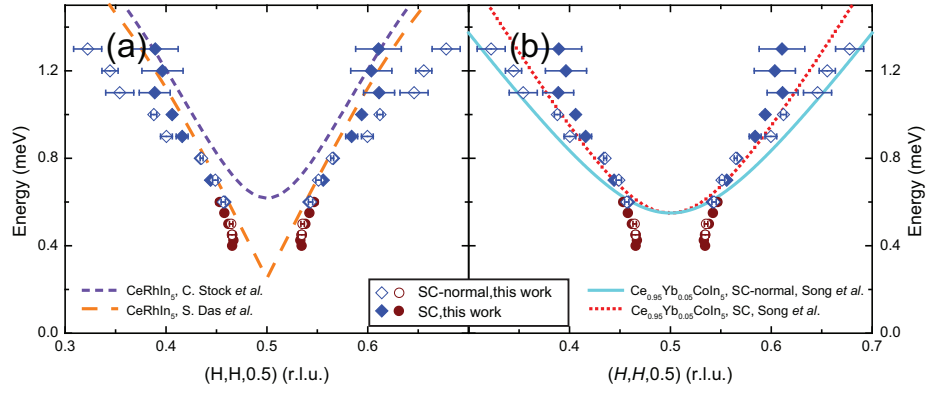 (a)
(b)
1.2
0.8
0.4
0.0
Energy (meV)
1.2
0.8
0.4
0.0
Energy (meV)
CeRhIn5, C. Stock et al.
CeRhIn5, S. Das et al.
SC-normal,this work
SC,this work
Ce0.95Yb0.05CoIn5, SC-normal, Song et al.
Ce0.95Yb0.05CoIn5, SC, Song et al.
0.3 0.4 0.5 0.6 0.4 0.5 0.6 0.7
(H,H,0.5) (r.l.u.) (H,H,0.5) (r.l.u.)